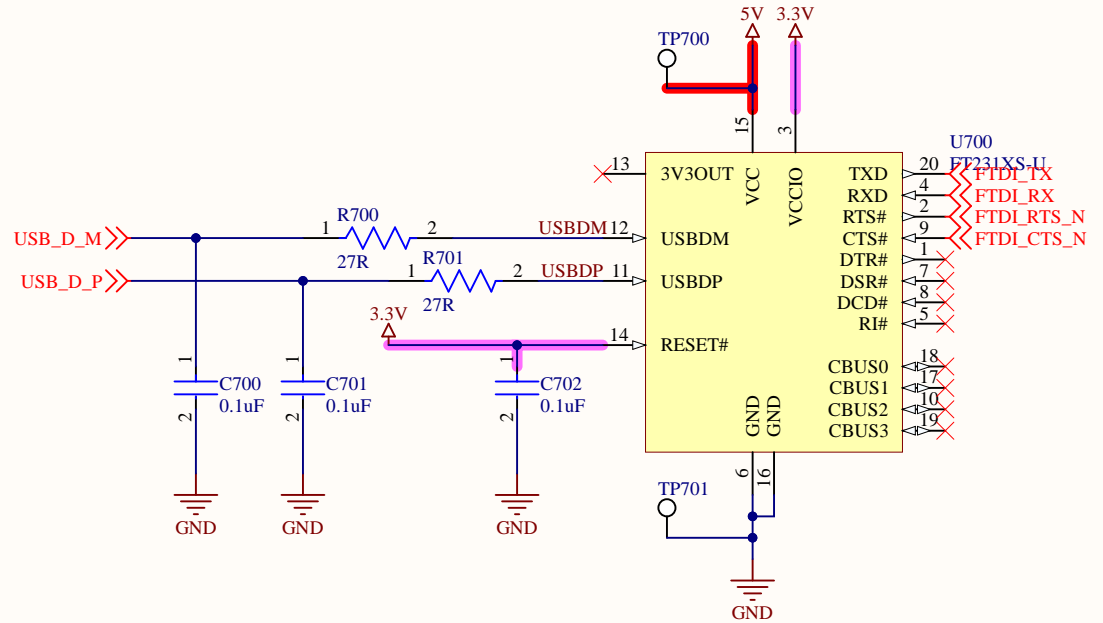 5V
3.3V
TP700
15
3
U700
FT231XS-U
13
3V3OUT
VCC
VCCIO
TXD
20
FTDI_TX
RXD
4
FTDI_RX
RTS#
2
FTDI_RTS_N
CTS#
9
FTDI_CTS_N
DTR#
1
DSR#
7
DCD#
8
RI#
5
CBUS0
18
CBUS1
17
CBUS2
10
CBUS3
19
USB_D_M
1
R700
2
27R
USBDM
12
USBDM
USB_D_P
1
R701
2
27R
USBDP
11
USBDP
3.3V
14
RESET#
1
C700
0.1uF
2
GND
1
C701
0.1uF
2
GND
1
C702
0.1uF
2
GND
GND
GND
6
16
TP701
GND